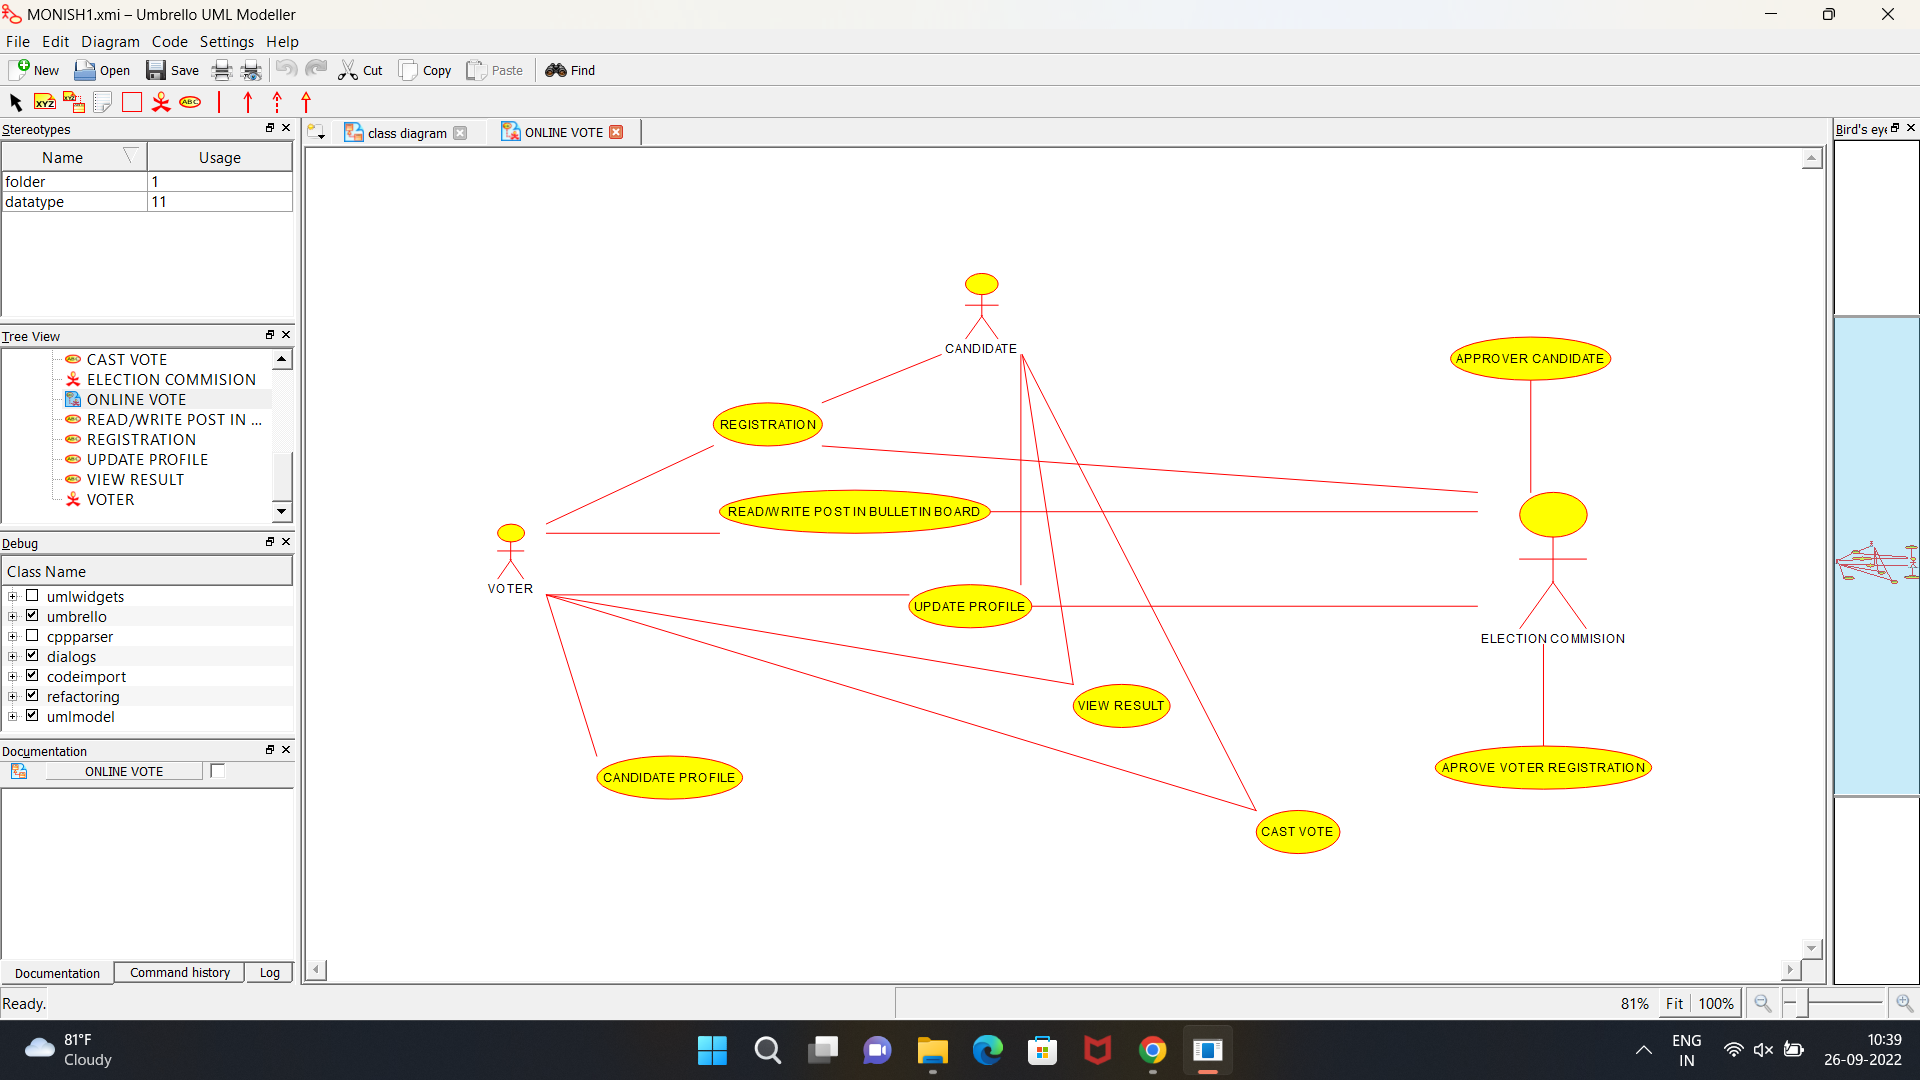 MONISH1.xmi – Umbrello UML Modeller
File Edit Diagram Code Settings Help
New Open Save Cut Copy Paste Find
XYZ XYZ ABC
Stereotypes
Name Usage
folder 1
datatype 11
Tree View
CAST VOTE
ELECTION COMMISION
ONLINE VOTE
READ/WRITE POST IN ...
REGISTRATION
UPDATE PROFILE
VIEW RESULT
VOTER
Debug
Class Name
umlwidgets
umbrello
cppparser
dialogs
codeimport
refactoring
umlmodel
Documentation
ONLINE VOTE
Documentation Command history Log
Ready.
class diagram ONLINE VOTE
CANDIDATE
APPROVER CANDIDATE
REGISTRATION
READ/WRITE POST IN BULLETIN BOARD
VOTER
UPDATE PROFILE
ELECTION COMMISION
VIEW RESULT
CANDIDATE PROFILE
APROVE VOTER REGISTRATION
CAST VOTE
Bird's eye
81% Fit 100%
81°F
Cloudy
ENG
IN
10:39
26-09-2022